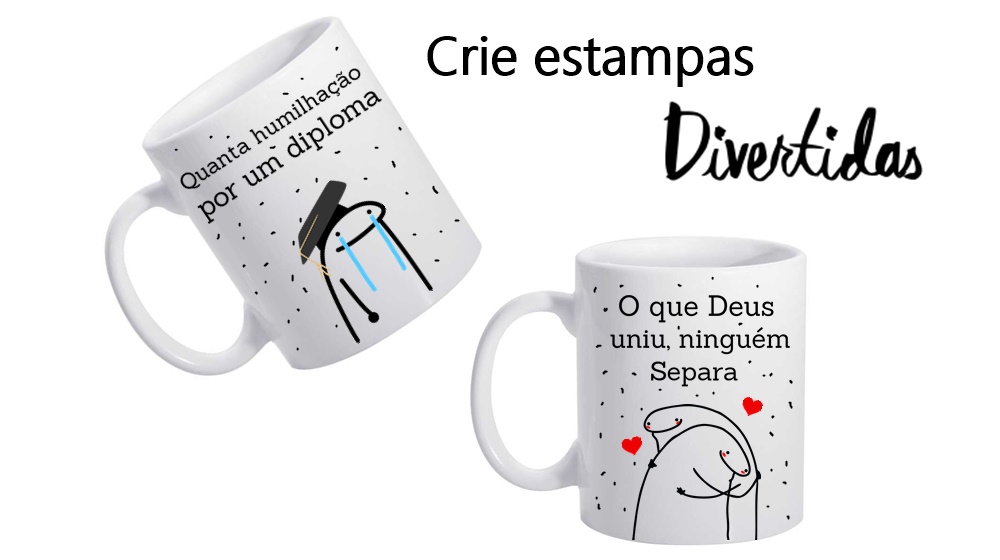 Crie estampas
Divertidas
Quanta humilhação
por um diploma
O que Deus
uniu, ninguém
Separa